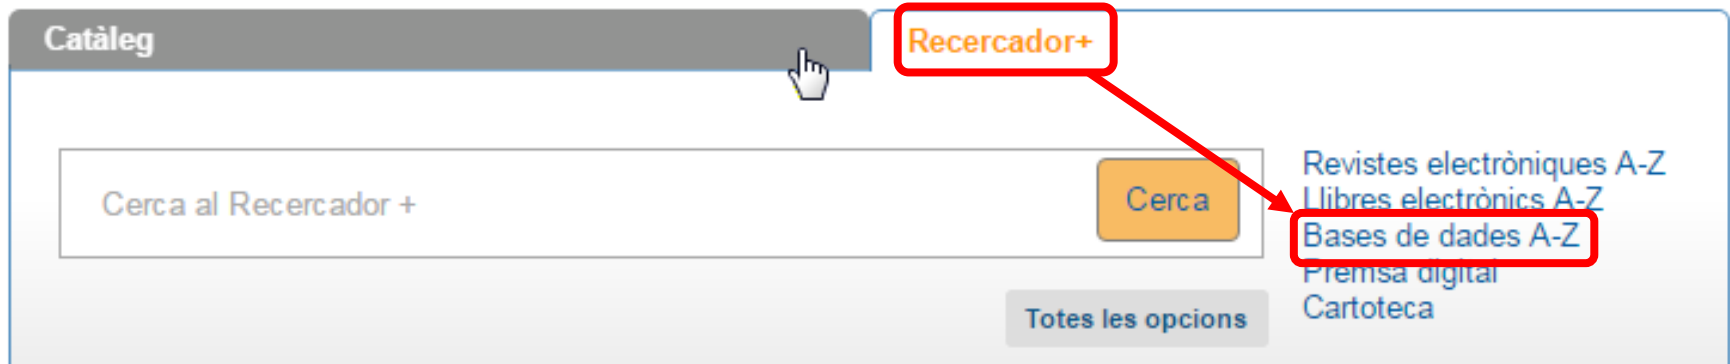 Catàleg
Recercador+
Cerca al Recercador +
Cerca
Revistes electròniques A-Z
Llibres electrònics A-Z
Bases de dades A-Z
Premsa digital
Cartoteca
Totes les opcions